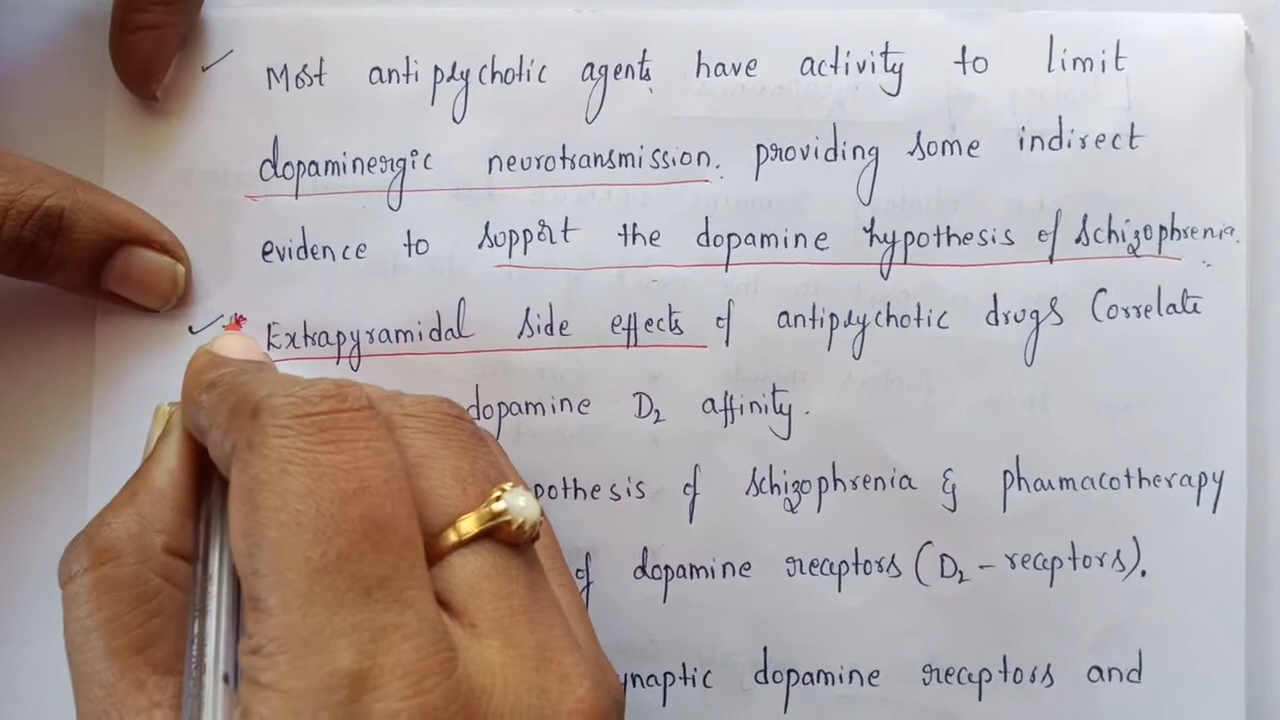 Most antipsychotic agents have activity to limit
dopaminergic neurotransmission. providing some indirect
evidence to support the dopamine hypothesis of schizophrenia.
Extrapyramidal side effects of antipsychotic drugs Correlate
dopamine D2 affinity.
pothesis of schizophrenia & pharmacotherapy
of dopamine receptors (D2 - receptors).
ynaptic dopamine receptors and